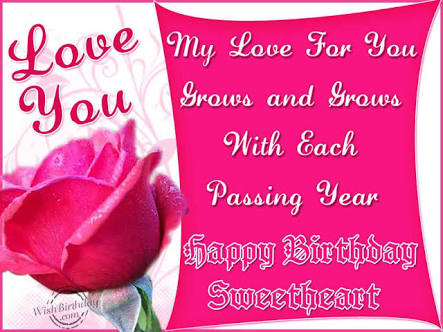 Love
You
My Love For You
Grows and Grows
With Each
Passing Year
Happy Birthday
Sweetheart
WishBirthday
.com